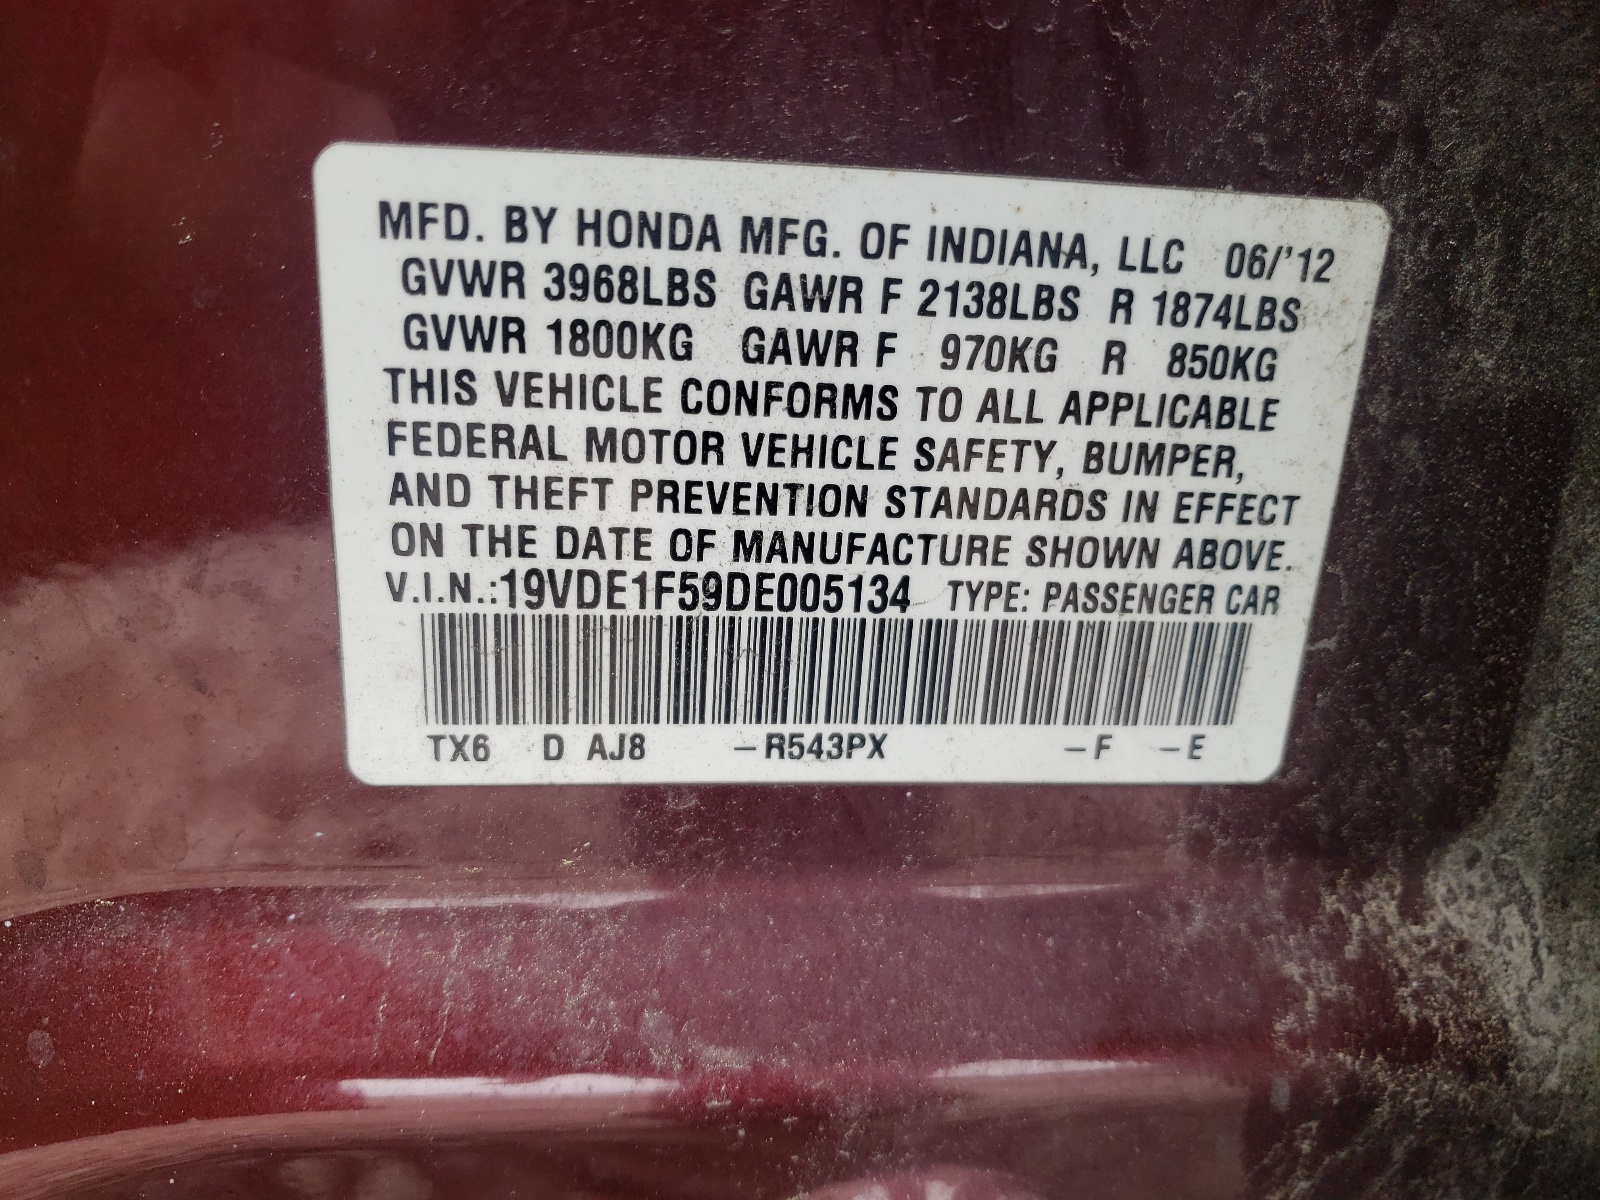 MFD. BY HONDA MFG. OF INDIANA, LLC 06/'12
GVWR 3968LBS GAWR F 2138LBS R 1874LBS
GVWR 1800KG GAWR F 970KG R 850KG
THIS VEHICLE CONFORMS TO ALL APPLICABLE
FEDERAL MOTOR VEHICLE SAFETY, BUMPER,
AND THEFT PREVENTION STANDARDS IN EFFECT
ON THE DATE OF MANUFACTURE SHOWN ABOVE.
V.I.N.:19VDE1F59DE005134 TYPE: PASSENGER CAR
TX6 D AJ8 –R543PX –F –E